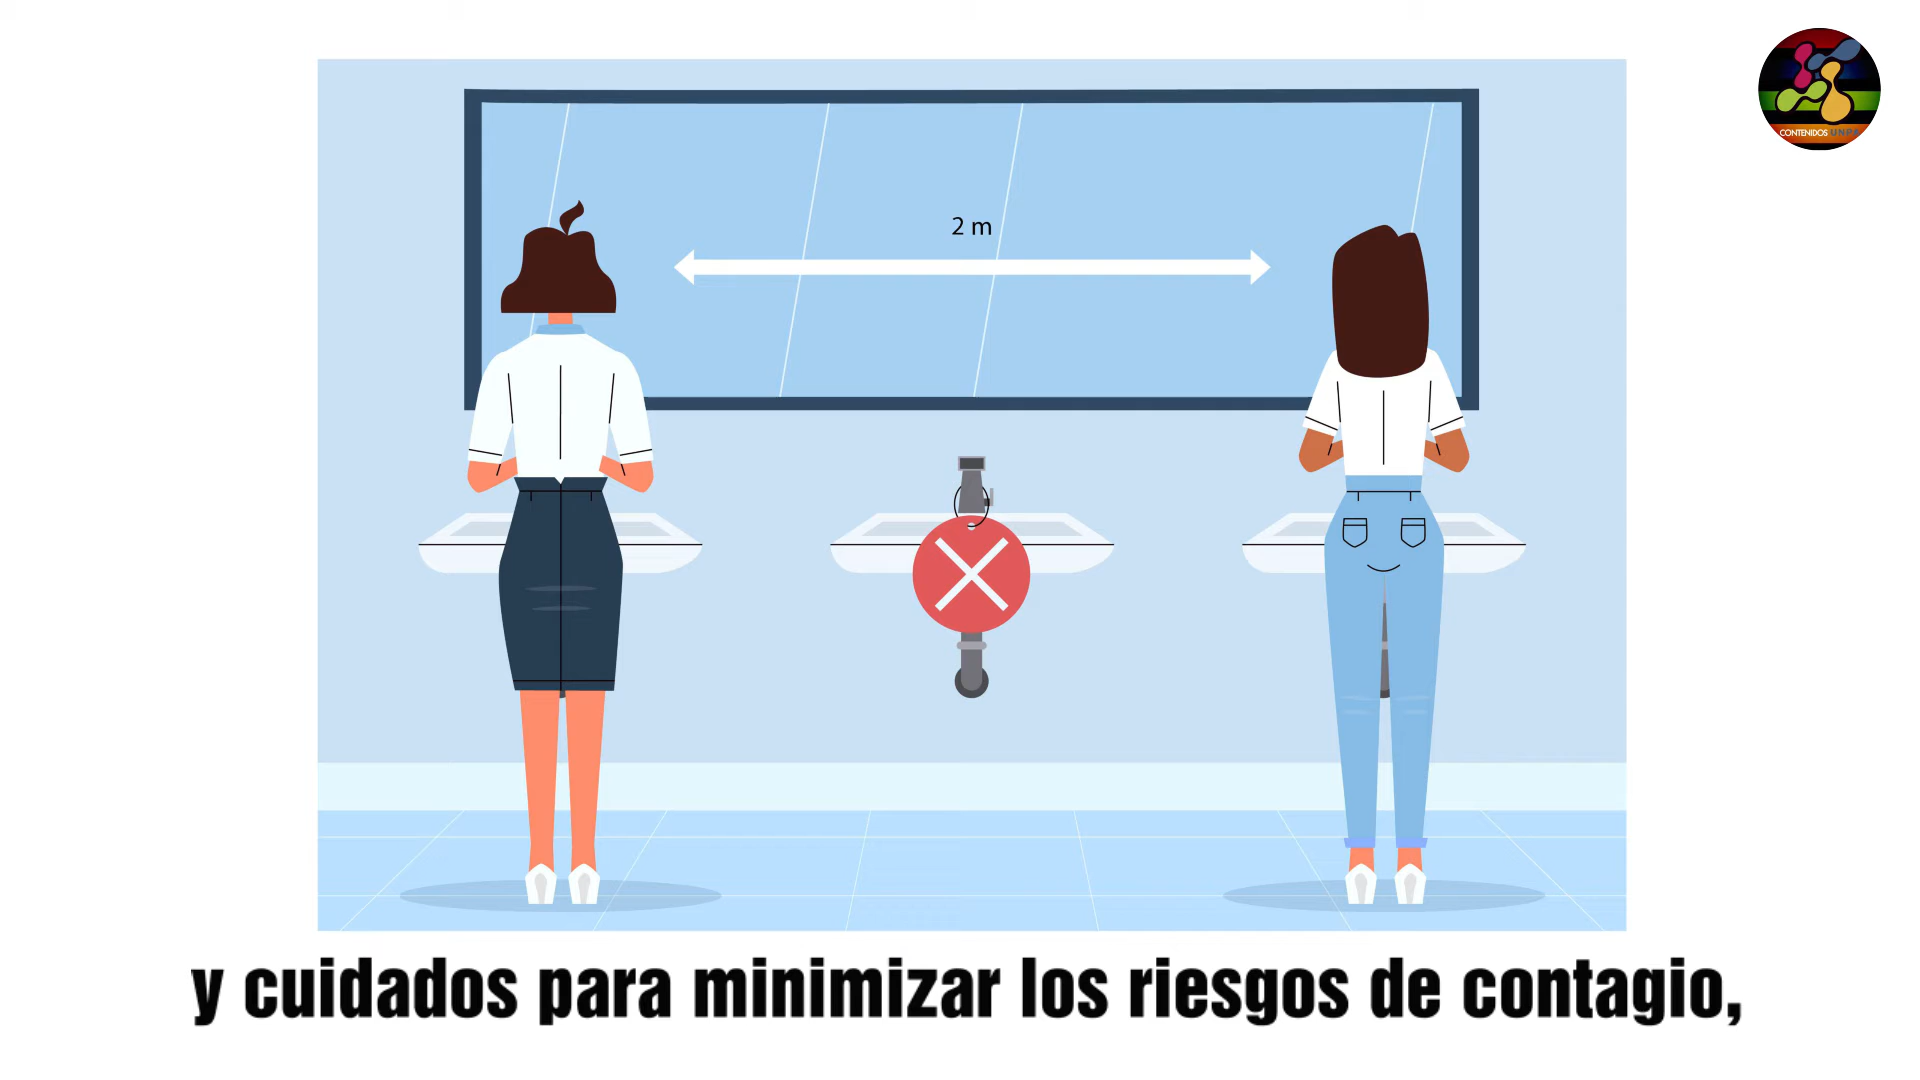 CONTENIDOS UNPA
2 m
y cuidados para minimizar los riesgos de contagio,